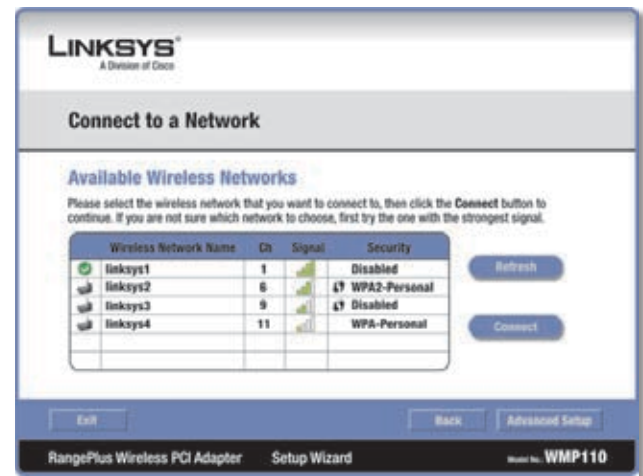 LINKSYS®
A Division of Cisco
Connect to a Network
Available Wireless Networks
Please select the wireless network that you want to connect to, then click the Connect button to
continue. If you are not sure which network to choose, first try the one with the strongest signal.
Wireless Network Name Ch Signal Security
linksys1 1 Disabled
Refresh
linksys2 6 WPA2-Personal
linksys3 9 Disabled
linksys4 11 WPA-Personal
Connect
Exit Back Advanced Setup
RangePlus Wireless PCI Adapter Setup Wizard Model No. WMP110